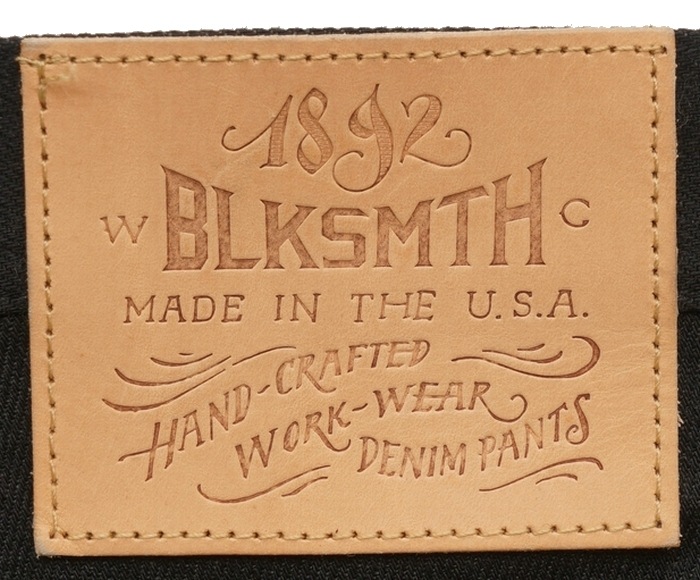 1892
W BLKSMTH C
MADE IN THE U.S.A.
HAND-CRAFTED
WORK-WEAR
DENIM PANTS